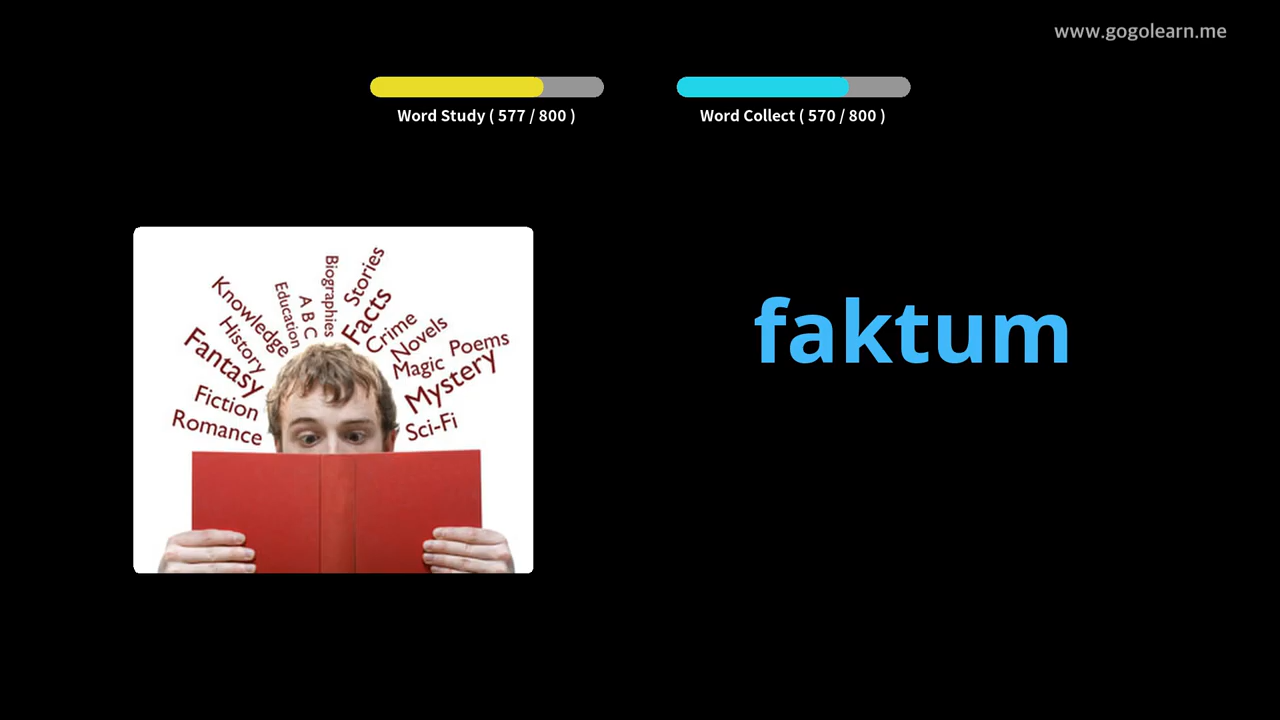 www.gogolearn.me
Word Study ( 577 / 800 )
Word Collect ( 570 / 800 )
Knowledge
History
Education
A B C
Biographies
Stories
Facts
Crime
Novels
Poems
Magic
Mystery
Sci-Fi
Fantasy
Fiction
Romance
faktum